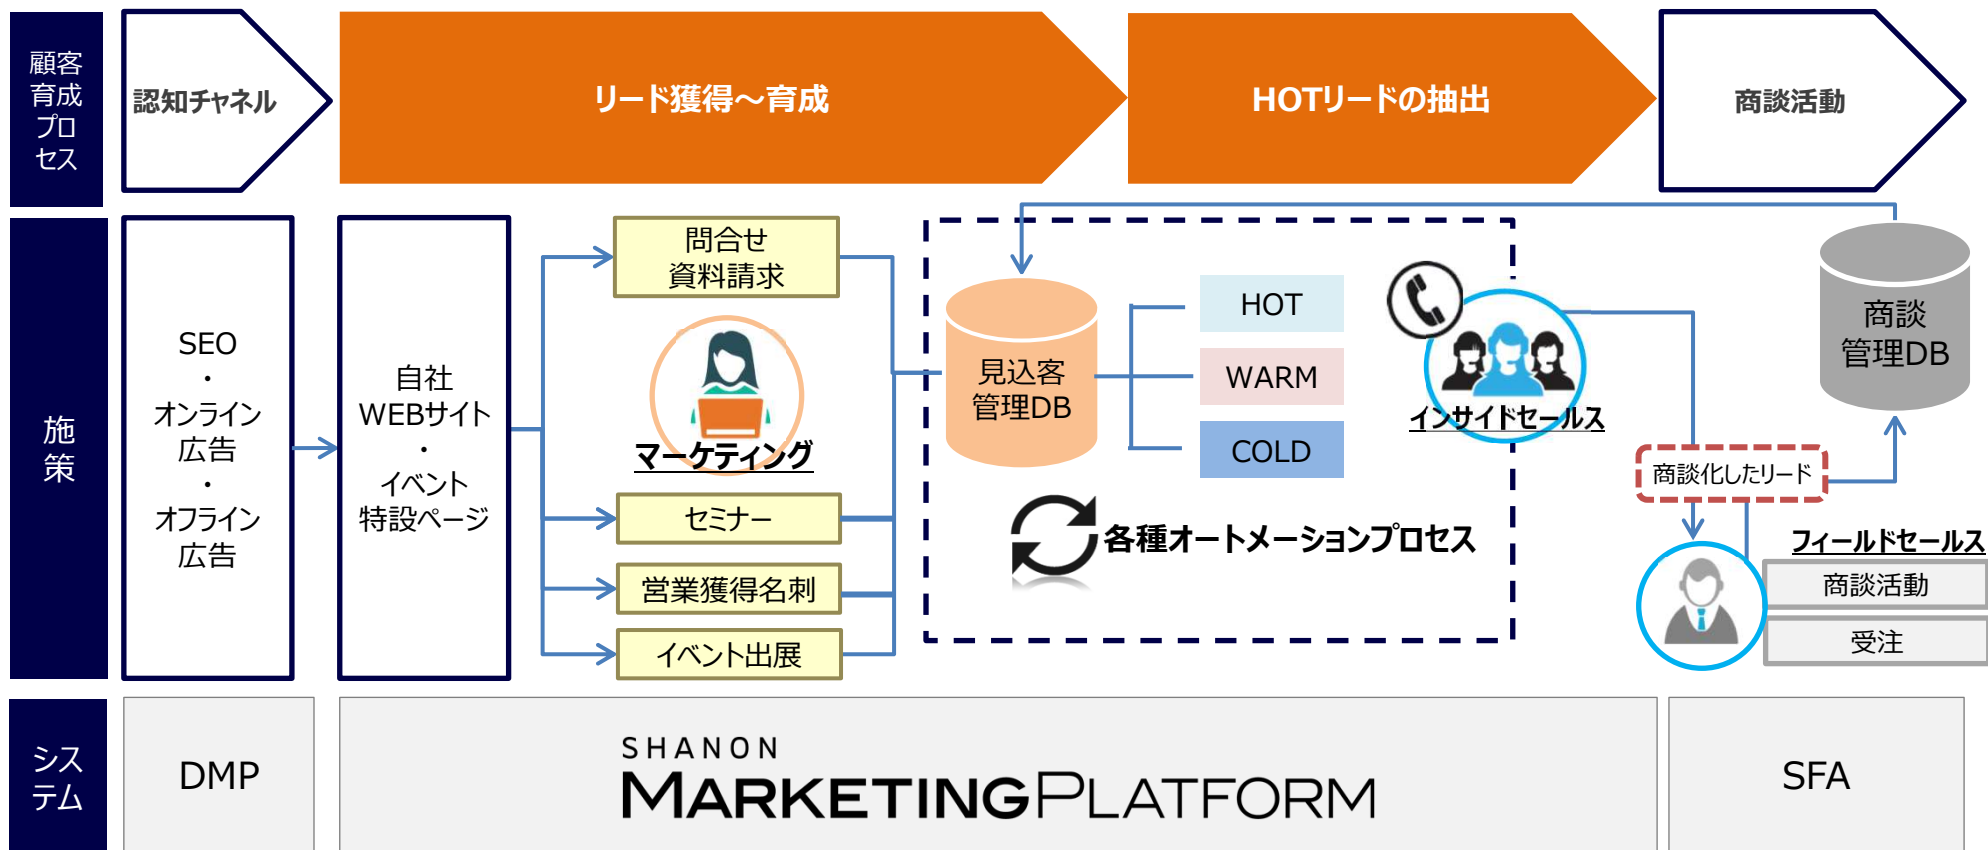 顧客
育成
プロ
セス
認知チャネル
リード獲得～育成
HOTリードの抽出
商談活動
施
策
SEO
・
オンライン
広告
・
オフライン
広告
自社
WEBサイト
・
イベント
特設ページ
問合せ
資料請求
マーケティング
セミナー
営業獲得名刺
イベント出展
見込客
管理DB
HOT
WARM
COLD
各種オートメーションプロセス
インサイドセールス
商談
管理DB
商談化したリード
フィールドセールス
商談活動
受注
シス
テム
DMP
SHANON
MARKETINGPLATFORM
SFA